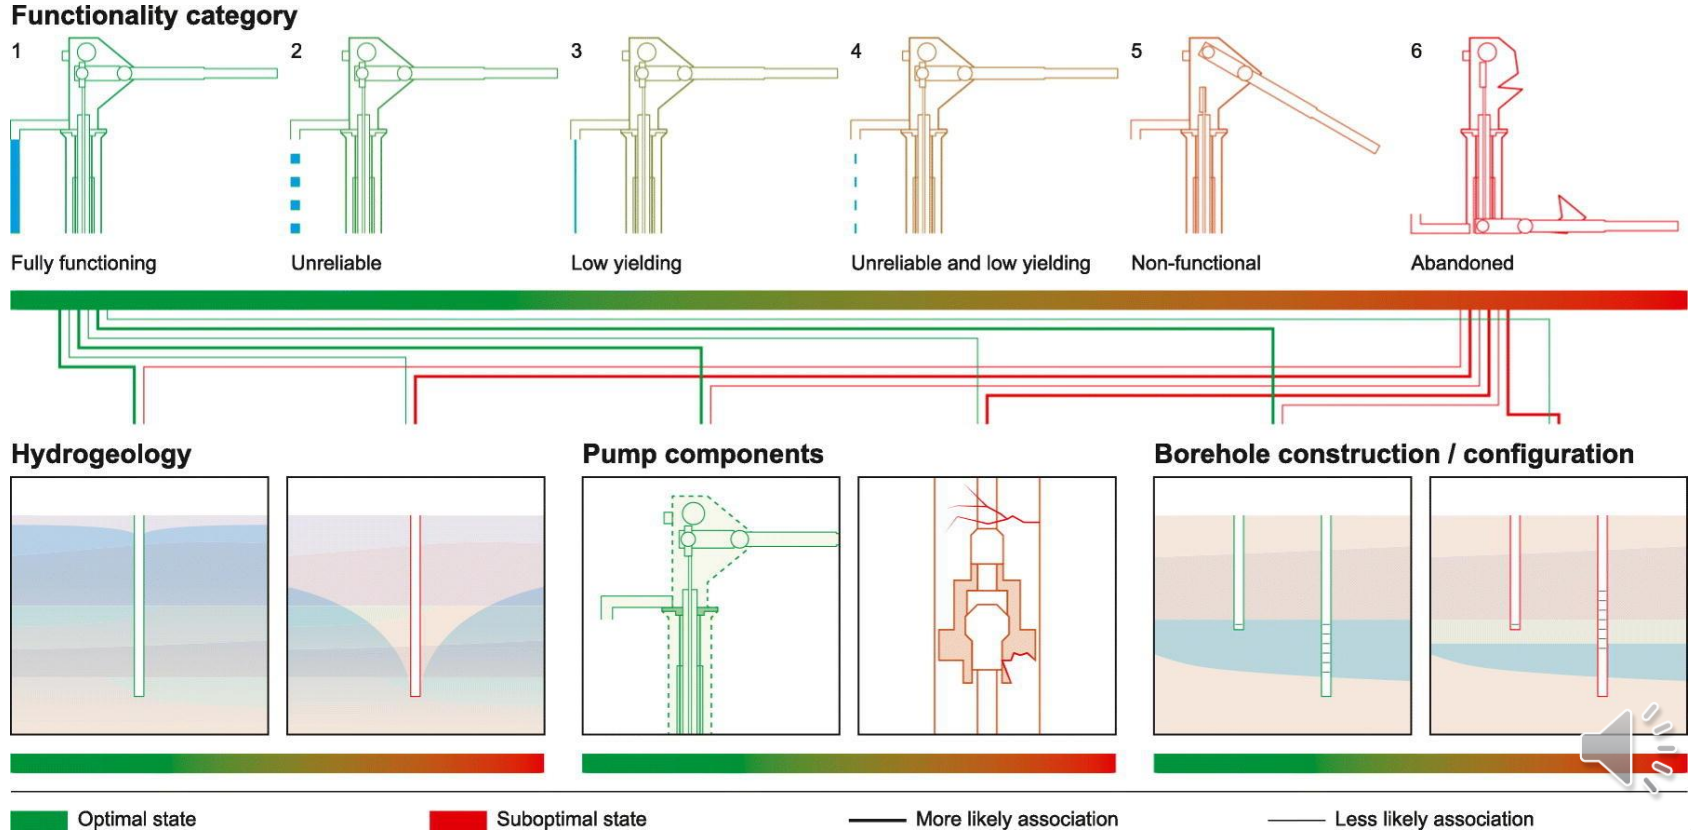 Functionality category
1 2 3 4 5 6
Fully functioning Unreliable Low yielding Unreliable and low yielding Non-functional Abandoned
Hydrogeology Pump components Borehole construction / configuration
Optimal state Suboptimal state More likely association Less likely association